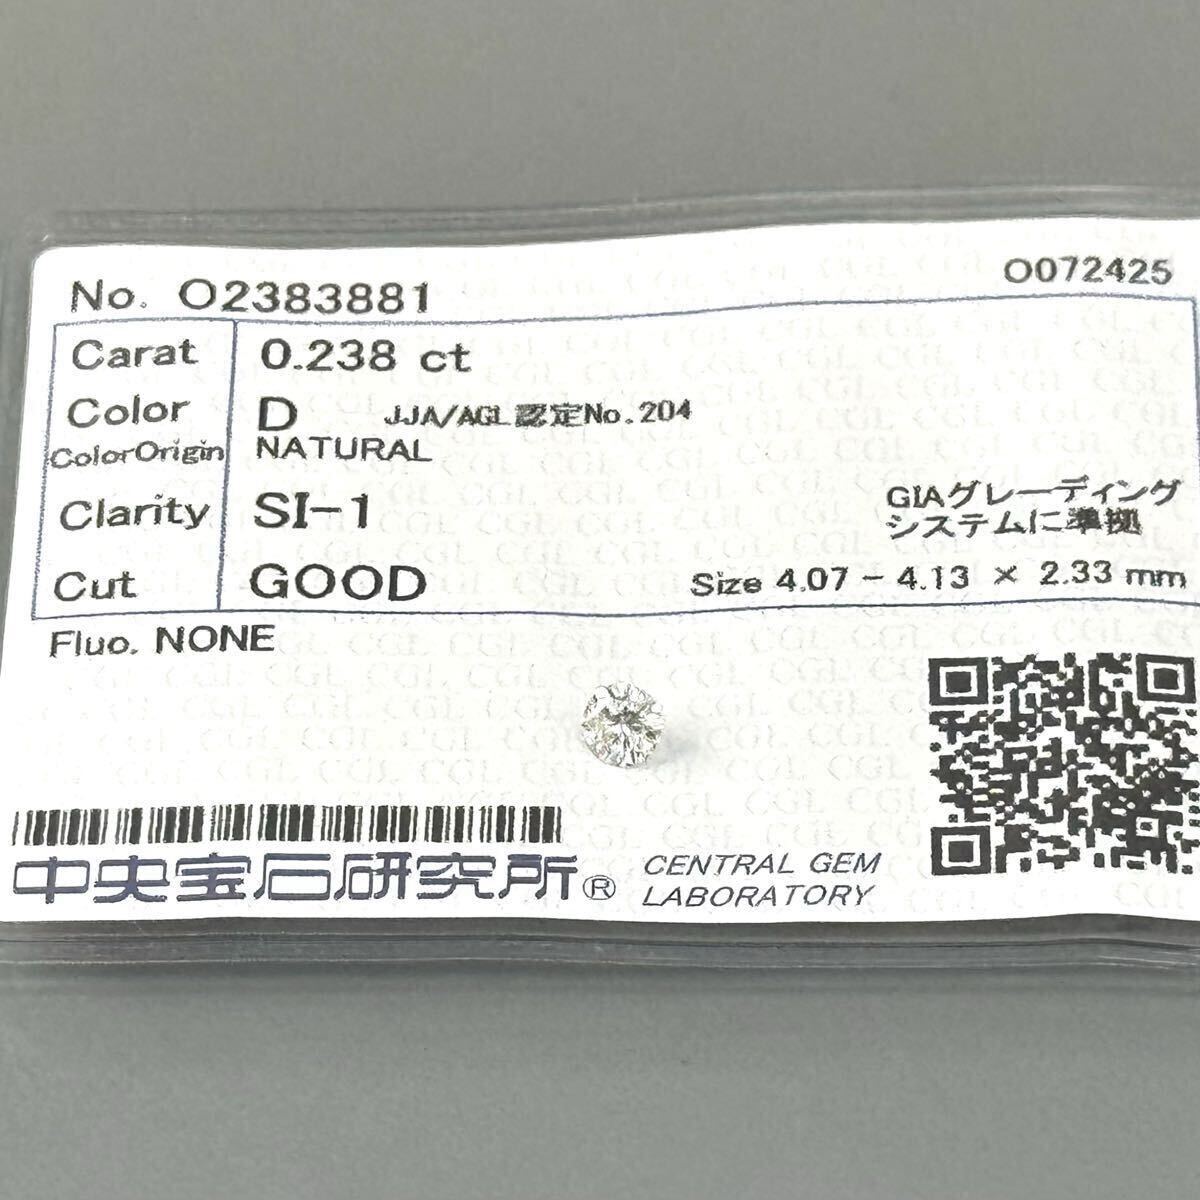 No. O2383881
O072425
Carat 0.238 ct
Color D JJA/AGL認定No.204
ColorOrigin NATURAL
Clarity SI-1
GIAグレーディング
システムに準拠
Cut GOOD Size 4.07 - 4.13 × 2.33 mm
Fluo. NONE
中央宝石研究所®
CENTRAL GEM
LABORATORY